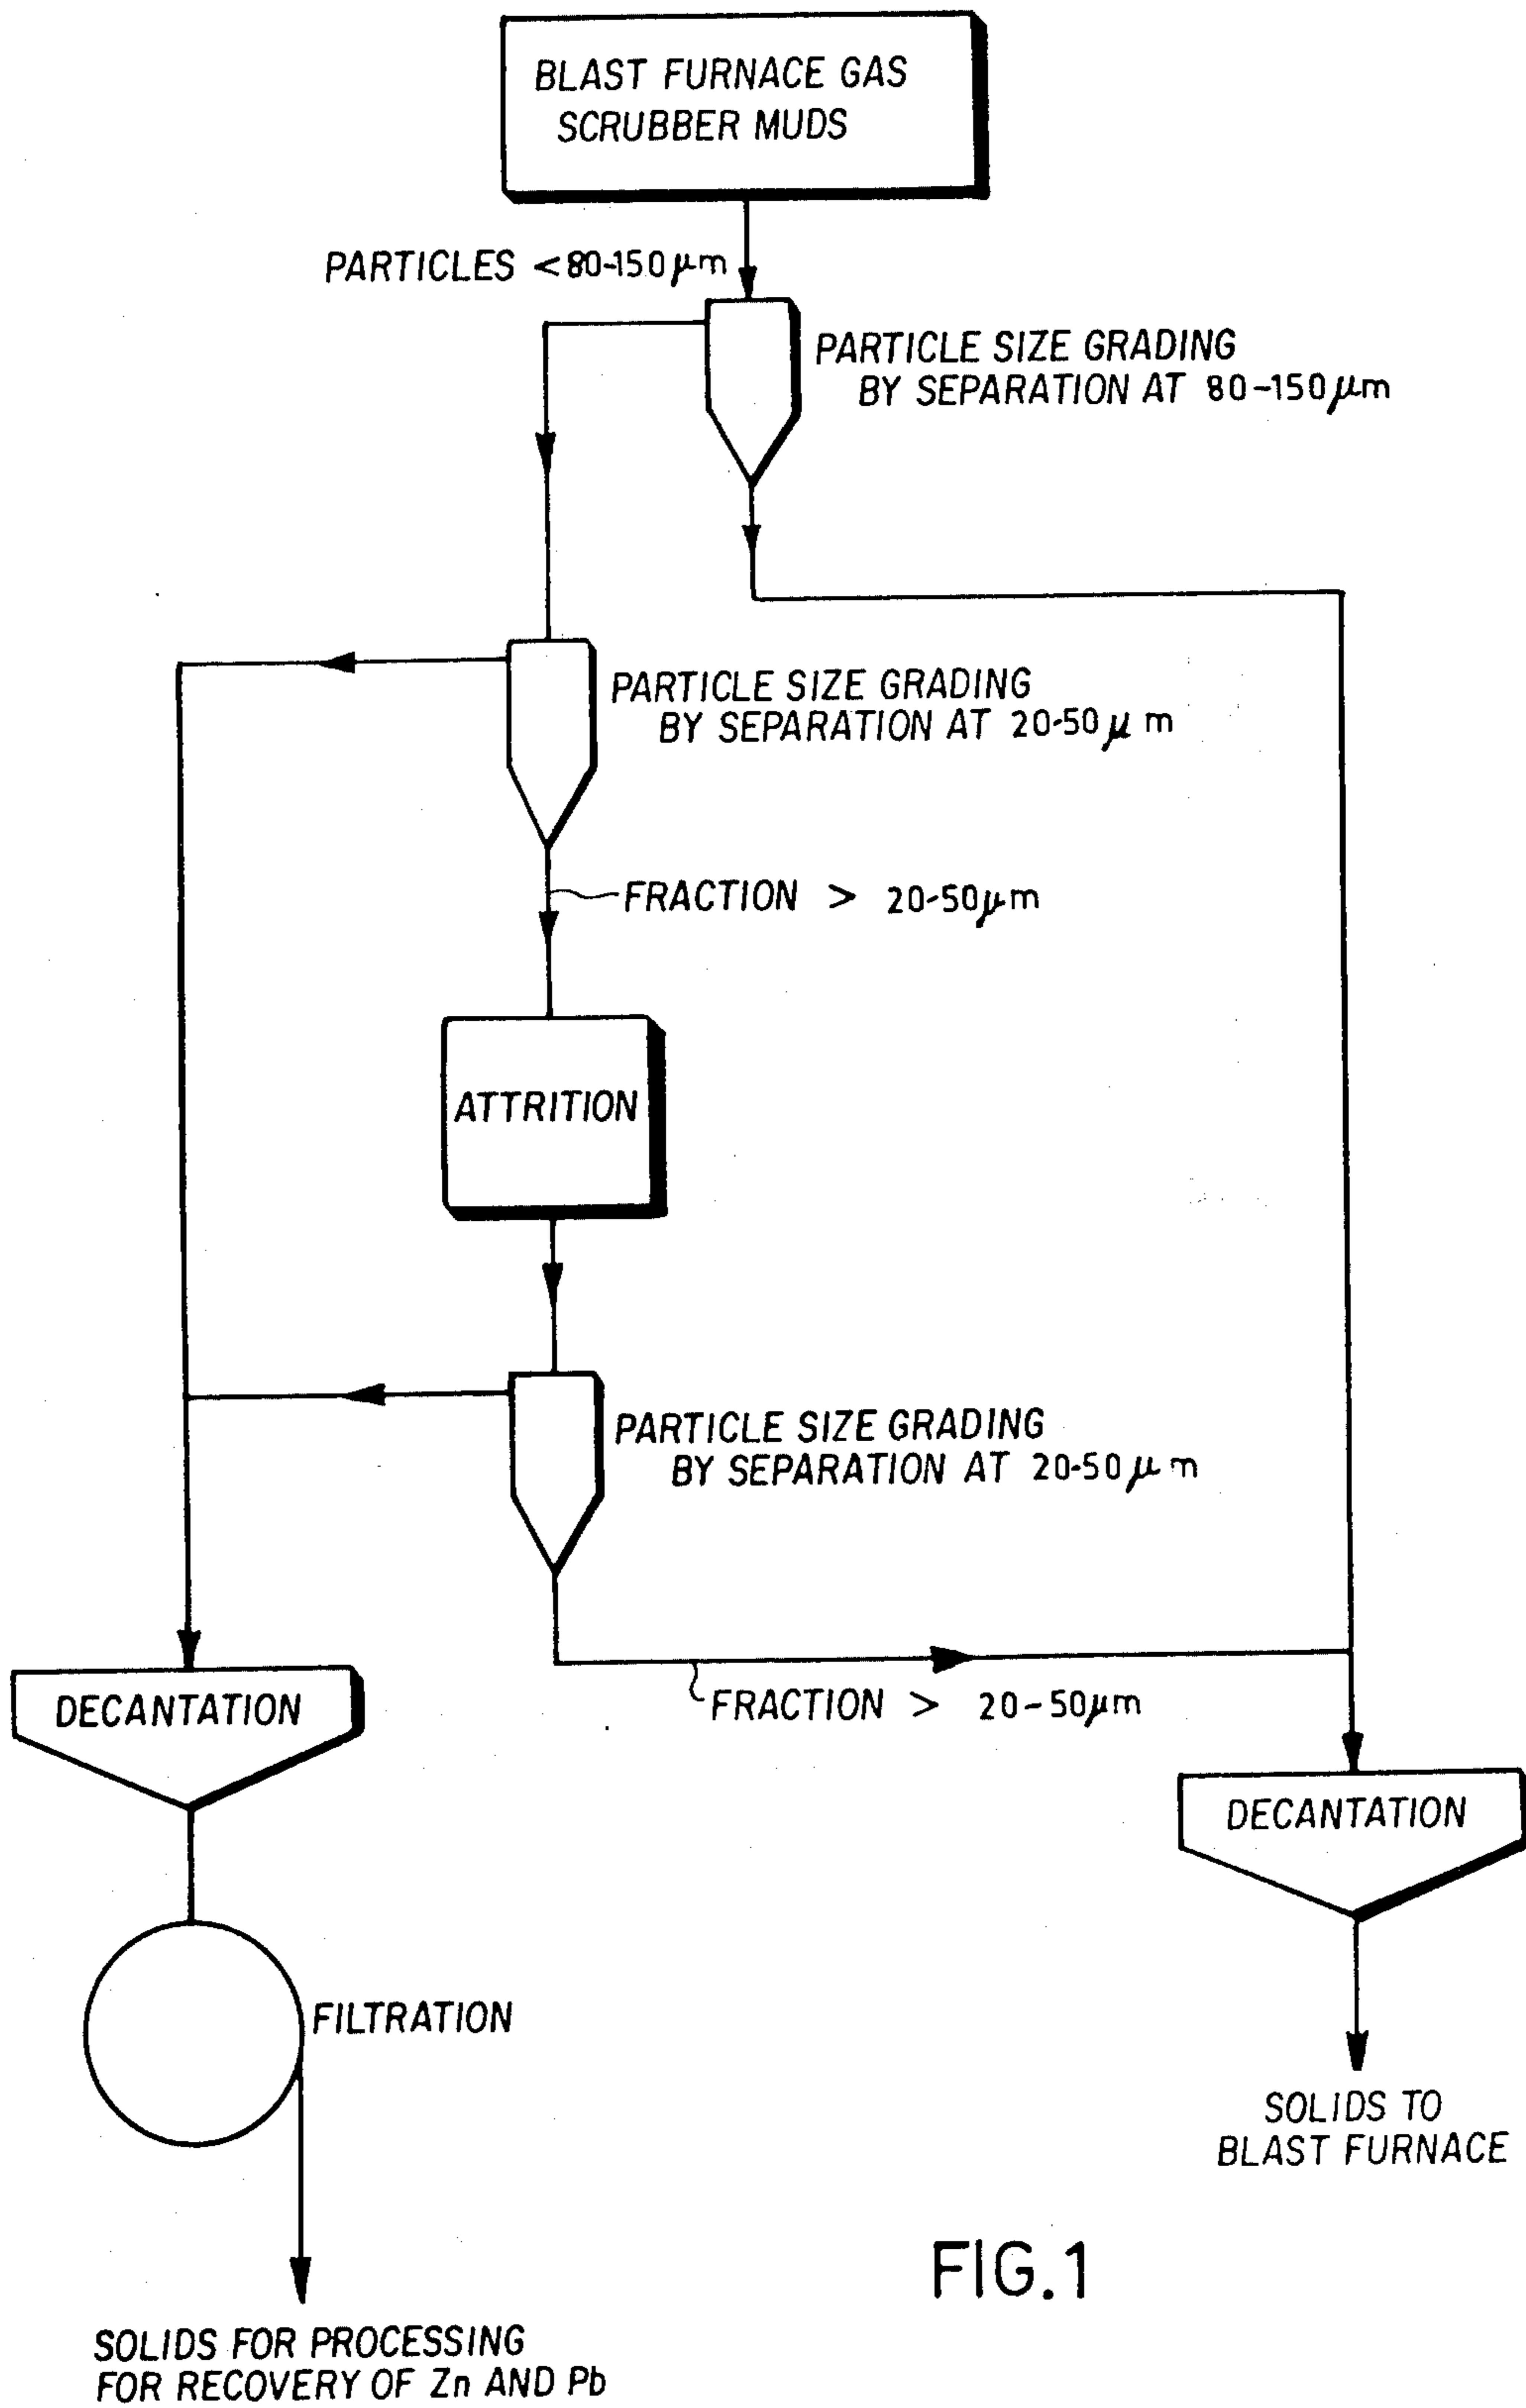 BLAST FURNACE GAS
SCRUBBER MUDS
PARTICLES <80-150μm
PARTICLE SIZE GRADING
BY SEPARATION AT 80-150μm
PARTICLE SIZE GRADING
BY SEPARATION AT 20-50μm
FRACTION > 20-50μm
ATTRITION
PARTICLE SIZE GRADING
BY SEPARATION AT 20-50μm
FRACTION > 20-50μm
DECANTATION
DECANTATION
FILTRATION
SOLIDS TO
BLAST FURNACE
FIG.1
SOLIDS FOR PROCESSING
FOR RECOVERY OF Zn AND Pb